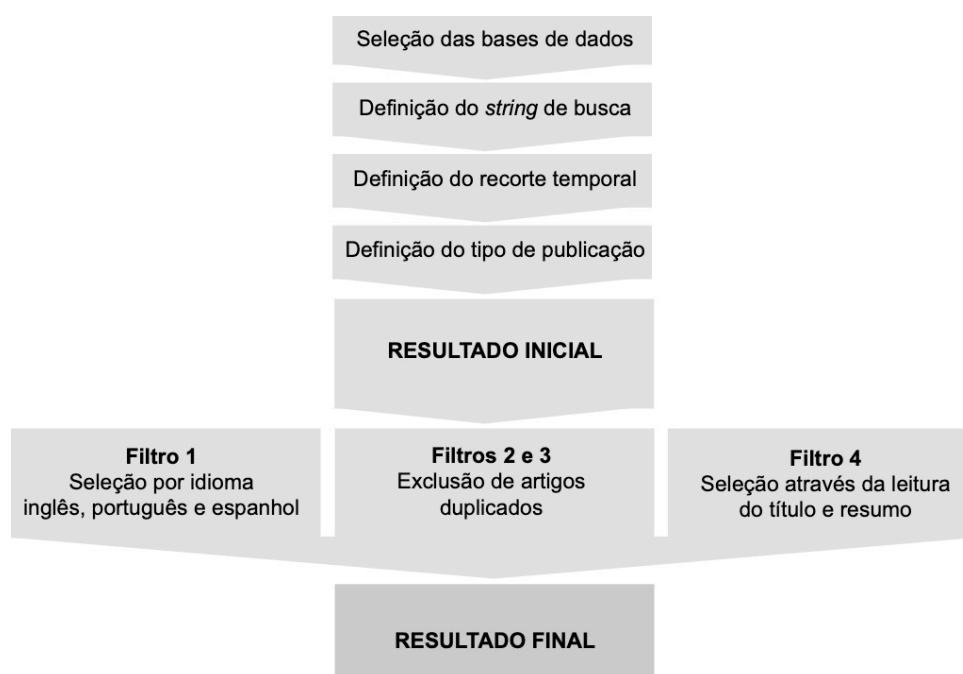 Seleção das bases de dados
Definição do string de busca
Definição do recorte temporal
Definição do tipo de publicação
RESULTADO INICIAL
Filtro 1
Seleção por idioma
inglês, português e espanhol
Filtros 2 e 3
Exclusão de artigos
duplicados
Filtro 4
Seleção através da leitura
do título e resumo
RESULTADO FINAL